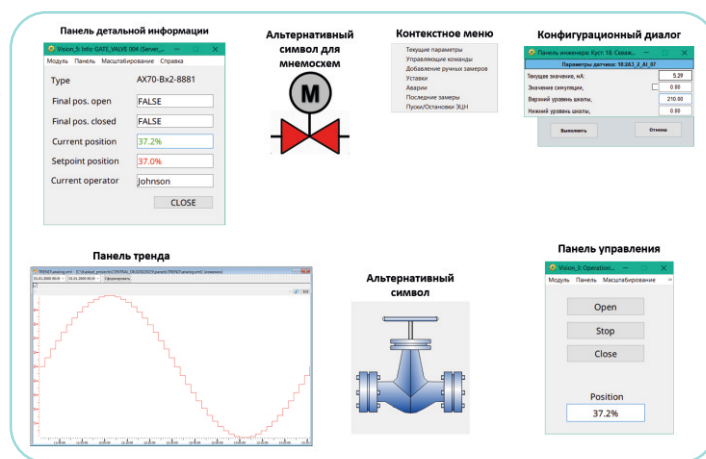 Панель детальной информации
Vision_5: Info: GATE_VALVE 004 (Server_...
Модуль Панель Масштабирование Справка
Type AX70-Bx2-8881
Final pos. open FALSE
Final pos. closed FALSE
Current position 37.2%
Setpoint position 37.0%
Current operator Johnson
CLOSE
Альтернативный
символ для
мнемосхем
M
Контекстное меню
Текущие параметры
Управляющие команды
Добавление ручных замеров
Уставки
Аварии
Последние замеры
Пуски/Остановки ЭЦН
Конфигурационный диалог
Панель инженера: Куст: 18. Скваж...
Параметры датчика:
Текущее значение, мА: 5.29
Значение симуляции, 0.00
Верхний уровень шкалы, 210.00
Нижний уровень шкалы, 0.00
Выполнить Отмена
Панель тренда
Альтернативный
символ
Панель управления
Vision_3: Operation...
Модуль Панель Масштабирование »
Open
Stop
Close
Position
37.2%